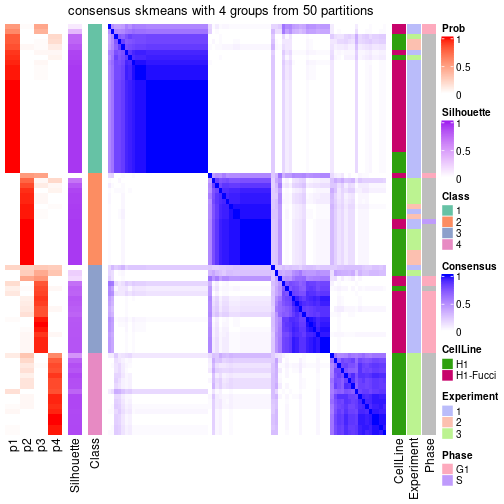 consensus skmeans with 4 groups from 50 partitions
p1
p2
p3
p4
Silhouette
Class
CellLine
Experiment
Phase
Prob
1
0.5
0
Silhouette
1
0.5
0
Class
1
2
3
4
Consensus
1
0.5
0
CellLine
H1
H1-Fucci
Experiment
1
2
3
Phase
G1
S